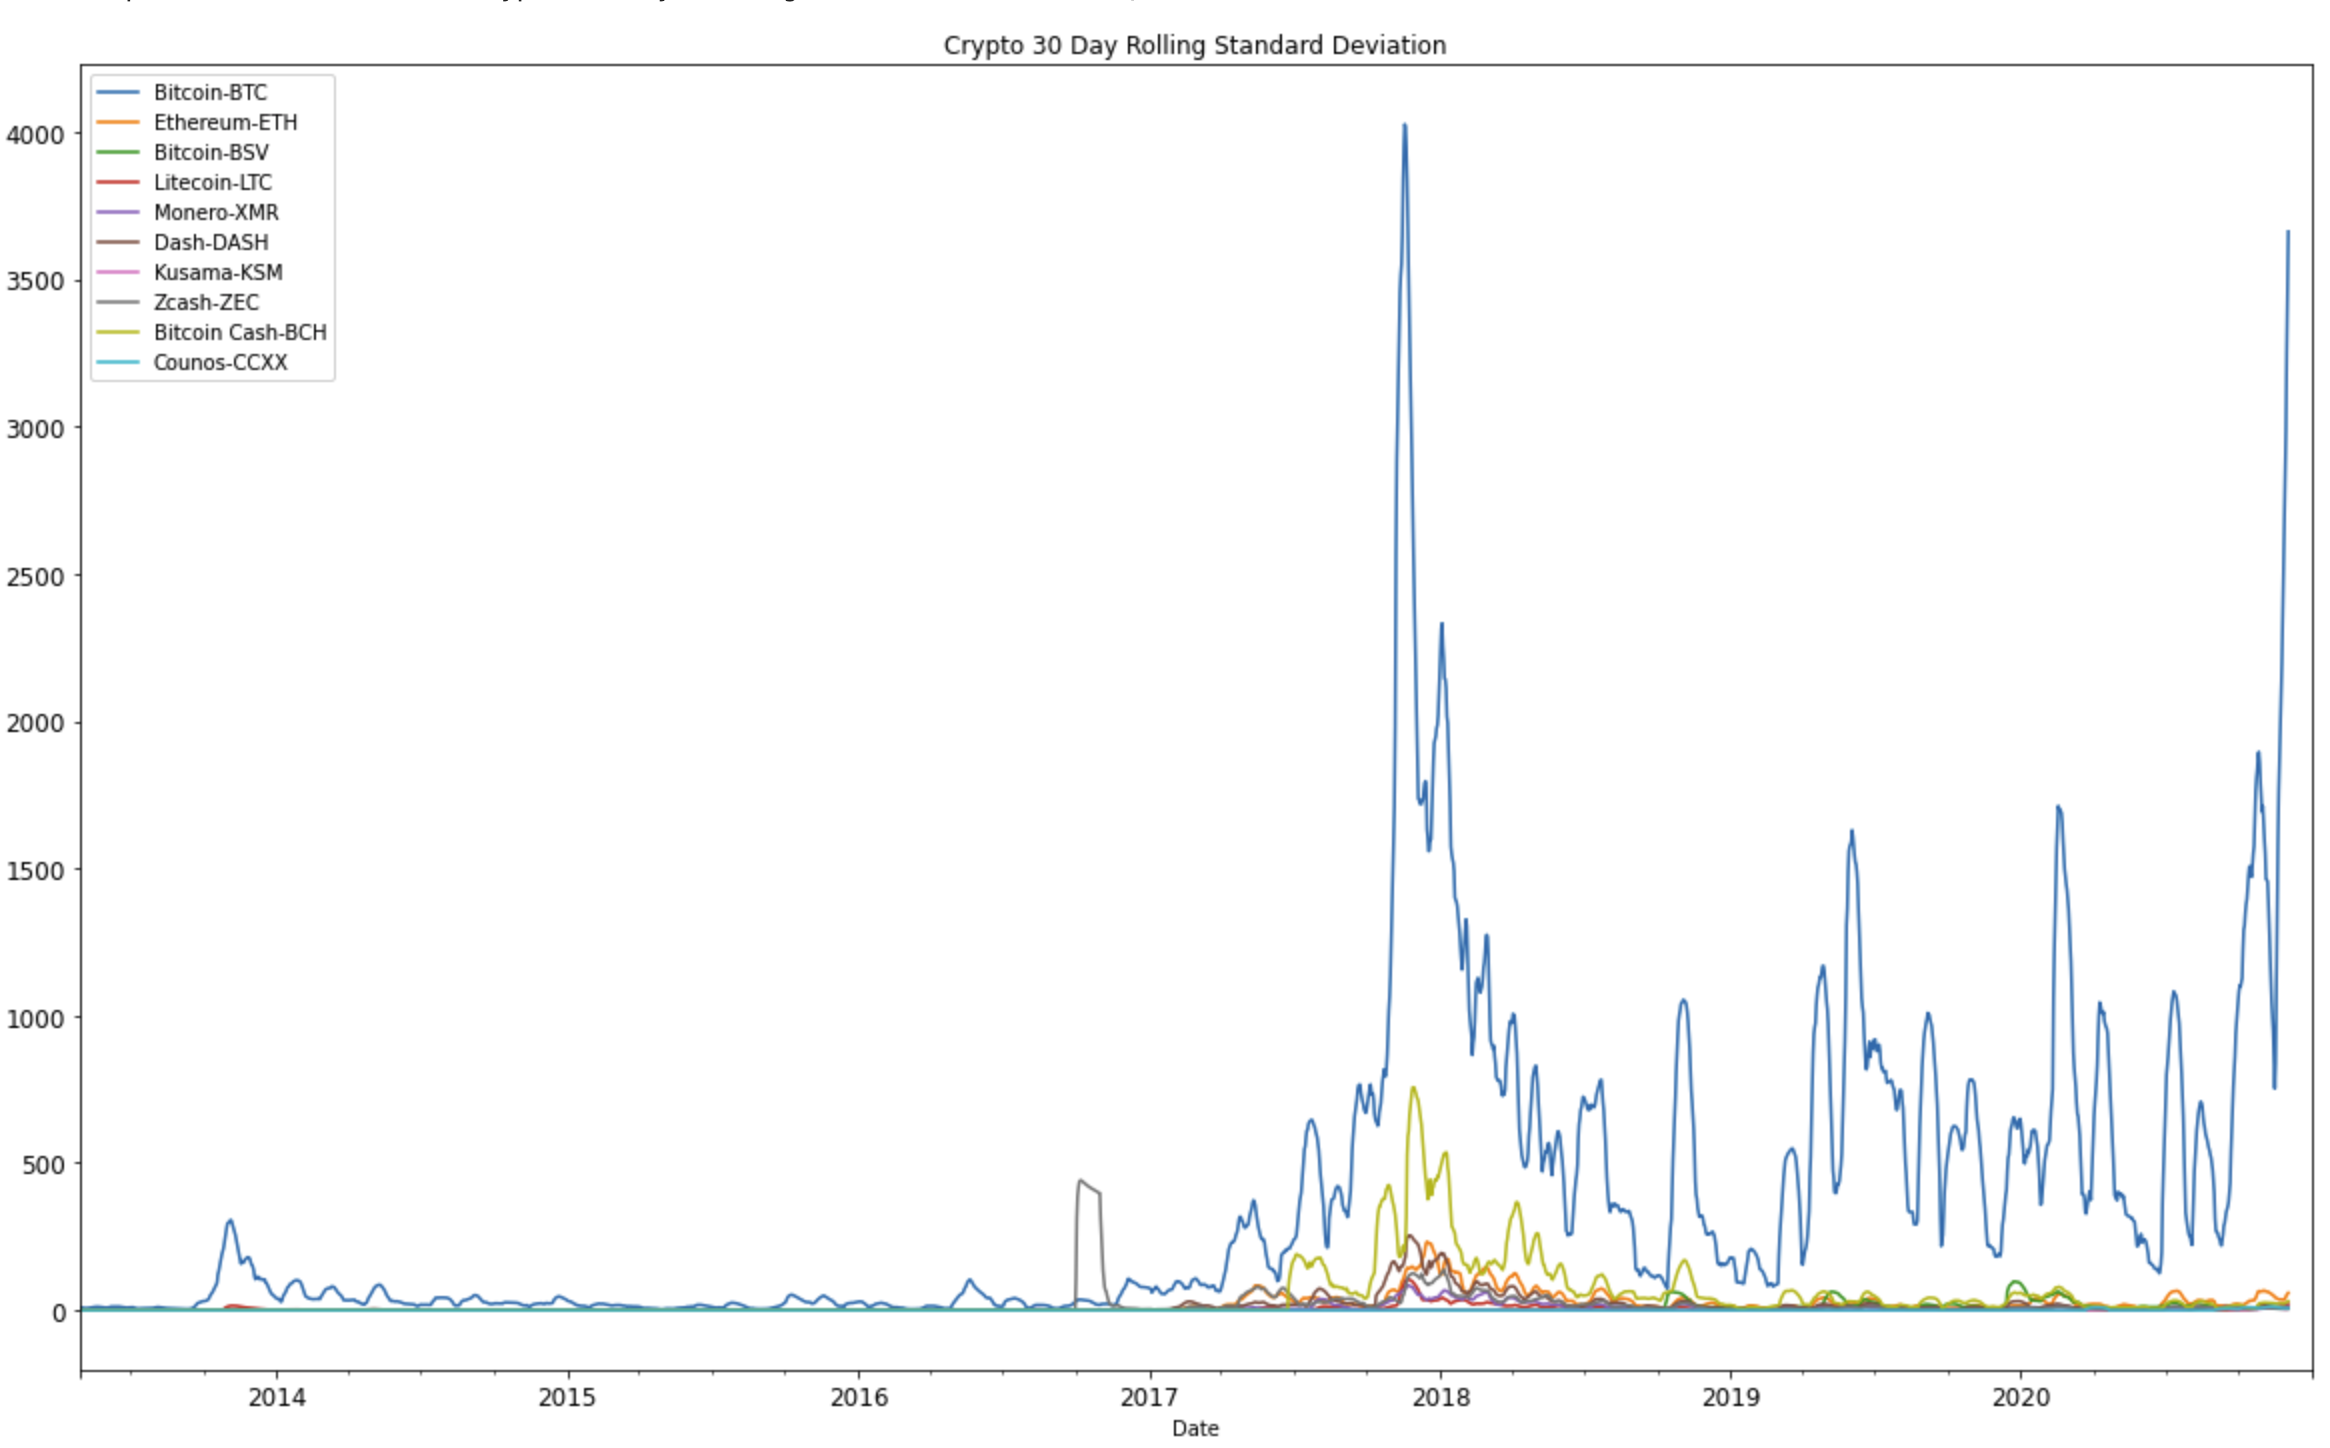 Crypto 30 Day Rolling Standard Deviation
Bitcoin-BTC
Ethereum-ETH
Bitcoin-BSV
Litecoin-LTC
Monero-XMR
Dash-DASH
Kusama-KSM
Zcash-ZEC
Bitcoin Cash-BCH
Counos-CCXX
4000
3500
3000
2500
2000
1500
1000
500
0
2014 2015 2016 2017 2018 2019 2020
Date